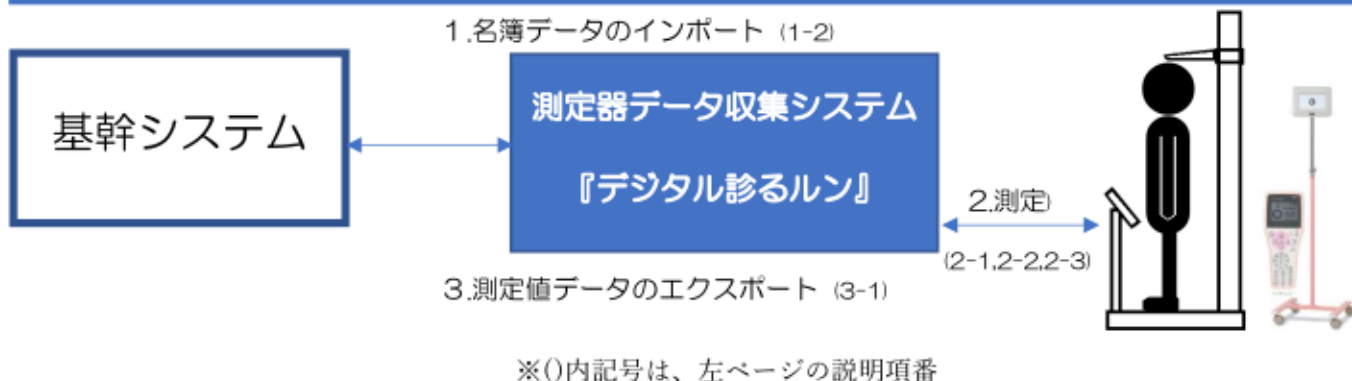 １.名簿データのインポート (1-2)
基幹システム
測定器データ収集システム
『デジタル診るルン』
2.測定)
(2-1,2-2,2-3)
３.測定値データのエクスポート (3-1)
※()内記号は、左ページの説明項番